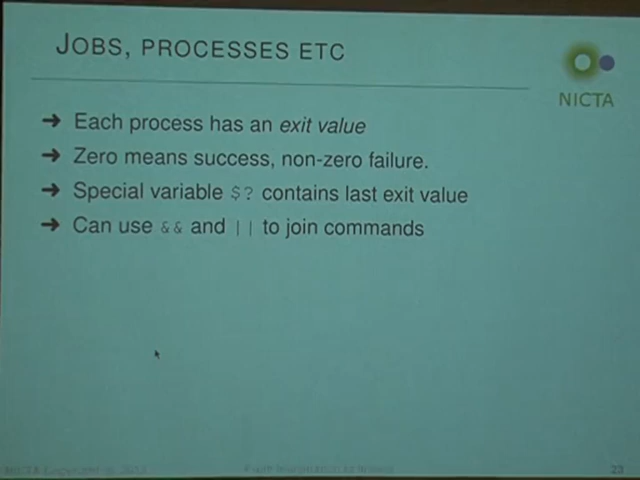 JOBS, PROCESSES ETC
NICTA
➔ Each process has an exit value
➔ Zero means success, non-zero failure.
➔ Special variable $? contains last exit value
➔ Can use && and || to join commands
23